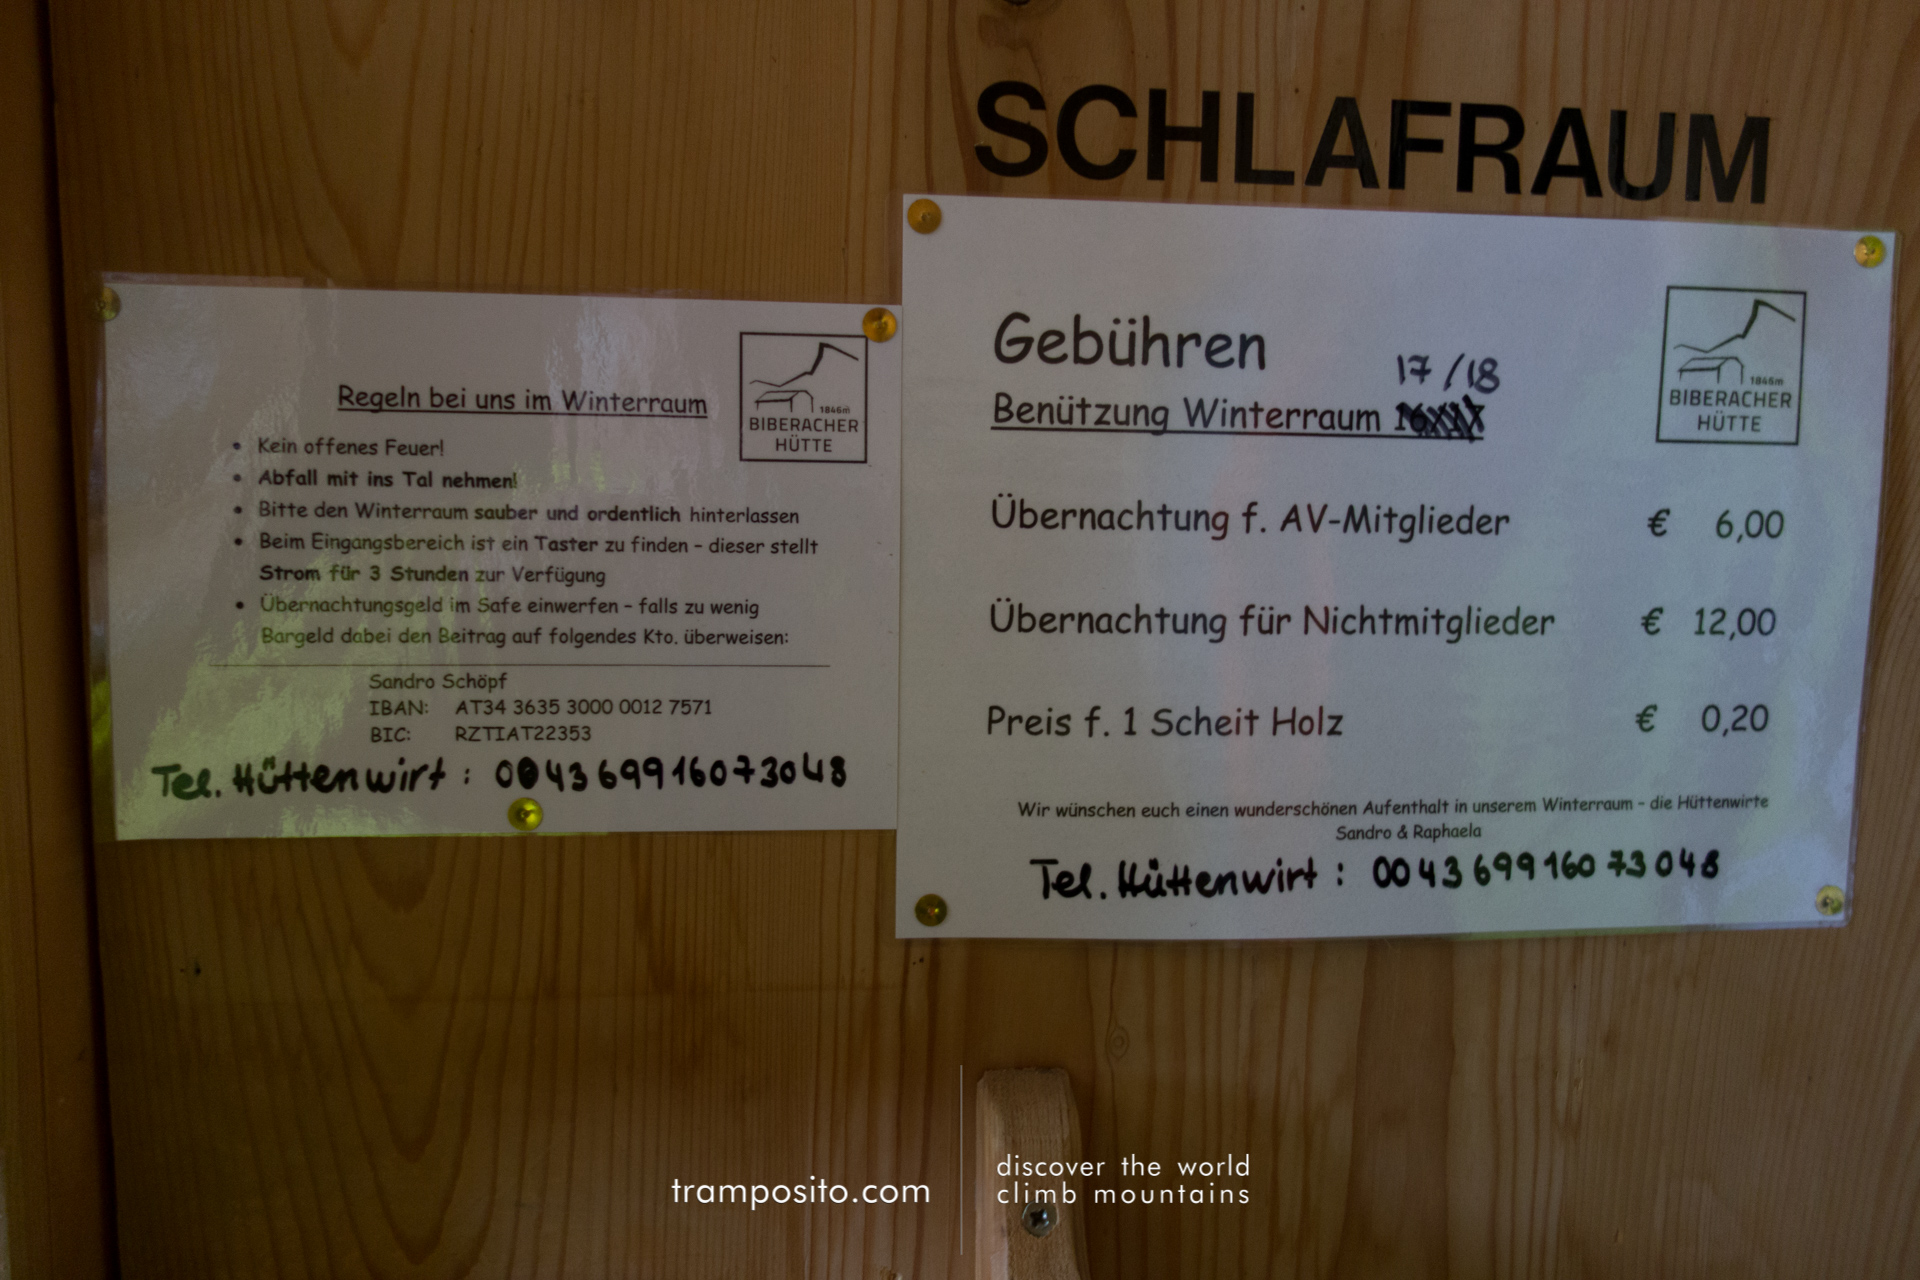 SCHLAFRAUM
Regeln bei uns im Winterraum
1846m
BIBERACHER
HÜTTE
• Kein offenes Feuer!
• Abfall mit ins Tal nehmen!
• Bitte den Winterraum sauber und ordentlich hinterlassen
• Beim Eingangsbereich ist ein Taster zu finden – dieser stellt
Strom für 3 Stunden zur Verfügung
• Übernachtungsgeld im Safe einwerfen – falls zu wenig
Bargeld dabei den Beitrag auf folgendes Kto. überweisen:
Sandro Schöpf
IBAN: AT34 3635 3000 0012 7571
BIC: RZTIAT22353
Tel. Hüttenwirt : 004369916073048
Gebühren
17/18
Benützung Winterraum
1846m
BIBERACHER
HÜTTE
Übernachtung f. AV-Mitglieder € 6,00
Übernachtung für Nichtmitglieder € 12,00
Preis f. 1 Scheit Holz € 0,20
Wir wünschen euch einen wunderschönen Aufenthalt in unserem Winterraum – die Hüttenwirte
Sandro & Raphaela
Tel. Hüttenwirt : 0043 699 160 73 048
tramposito.com
discover the world
climb mountains